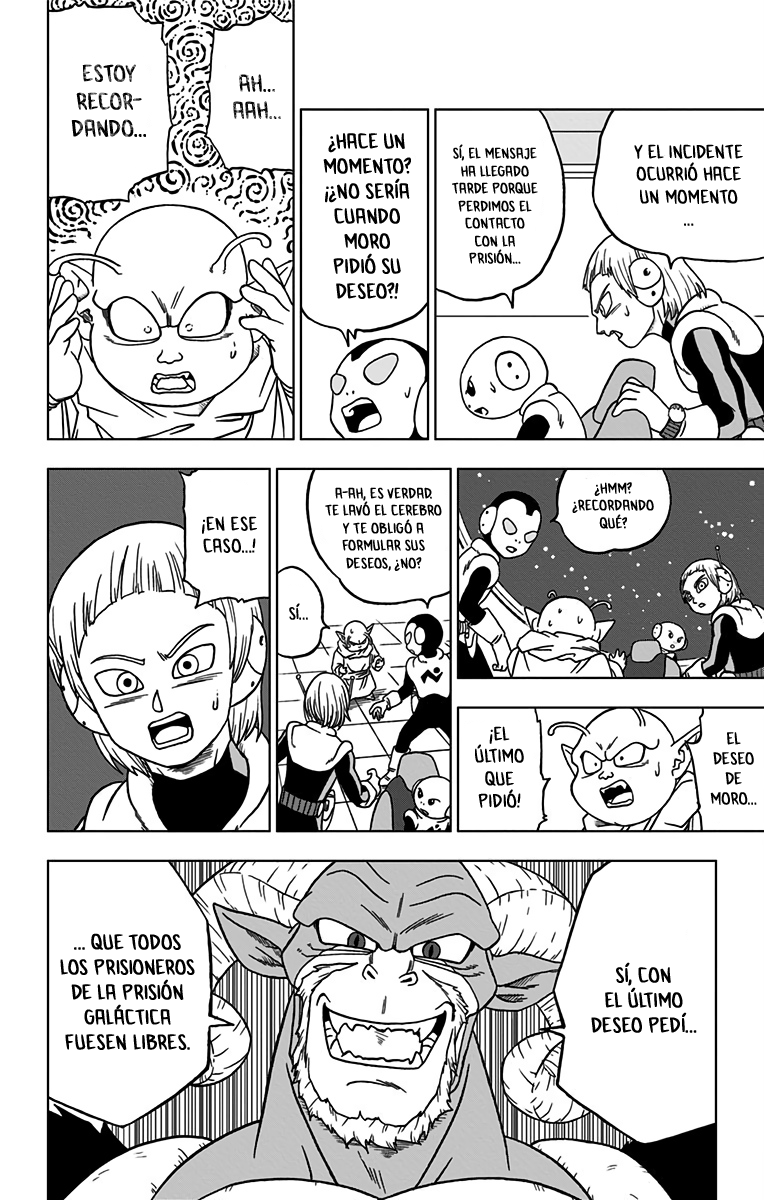 Y EL INCIDENTE
OCURRIÓ HACE
UN MOMENTO
...
SÍ, EL MENSAJE
HA LLEGADO
TARDE PORQUE
PERDIMOS EL
CONTACTO
CON LA
PRISIÓN...
¿HACE UN
MOMENTO?
¡¿NO SERÍA
CUANDO
MORO
PIDIÓ SU
DESEO?!
AH...
AAH...
ESTOY
RECOR-
DANDO...
¿HMM?
¿RECORDANDO
QUÉ?
EL
DESEO
DE
MORO...
¡EL
ÚLTIMO
QUE
PIDIÓ!
A-AH, ES VERDAD.
TE LAVÓ EL CEREBRO
Y TE OBLIGÓ A
FORMULAR SUS
DESEOS, ¿NO?
SÍ...
¡EN ESE
CASO...!
SÍ, CON
EL ÚLTIMO
DESEO PEDÍ...
... QUE TODOS
LOS PRISIONEROS
DE LA PRISIÓN
GALÁCTICA
FUESEN LIBRES.